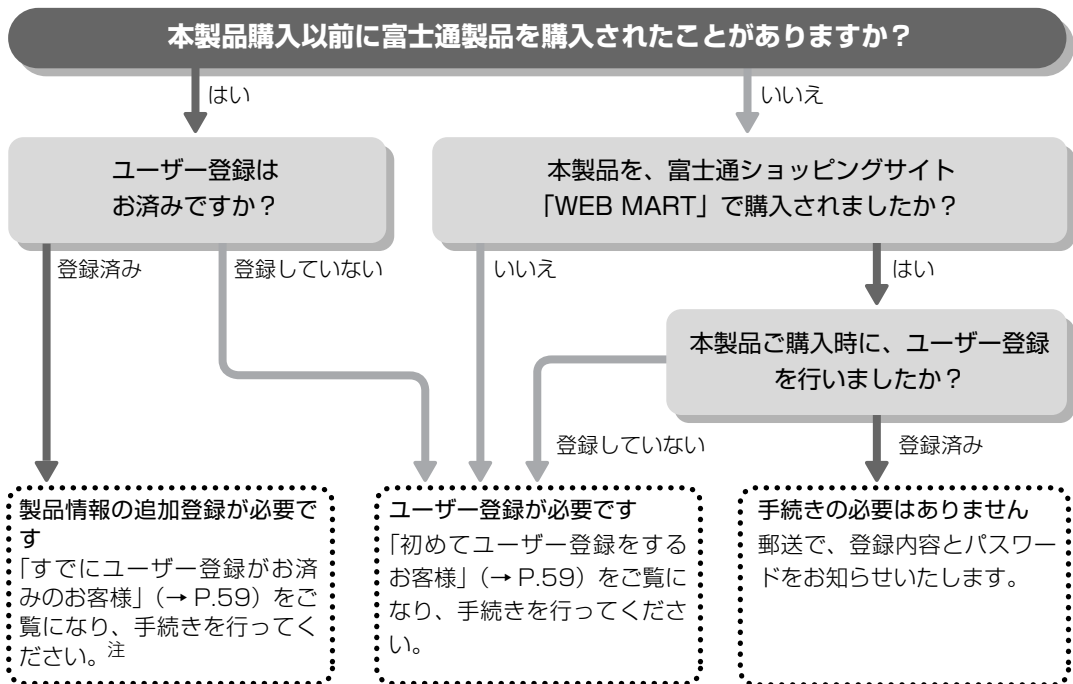 本製品購入以前に富士通製品を購入されたことがありますか？
はい
いいえ
ユーザー登録は
お済みですか？
本製品を、富士通ショッピングサイト
「WEB MART」で購入されましたか？
登録済み
登録していない
いいえ
はい
本製品ご購入時に、ユーザー登録
を行いましたか？
登録していない
登録済み
製品情報の追加登録が必要で
す
「すでにユーザー登録がお済
みのお客様」（→ P.59）をご
覧になり、手続きを行ってく
ださい。注
ユーザー登録が必要です
「初めてユーザー登録をする
お客様」（→ P.59）をご覧に
なり、手続きを行ってくださ
い。
手続きの必要はありません
郵送で、登録内容とパスワー
ドをお知らせいたします。